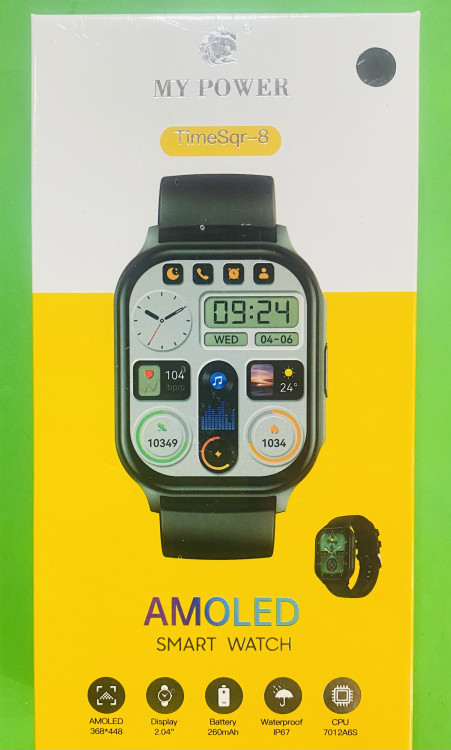 MY POWER
TimeSqr-8
09:24
WED 04-06
104
bpm
24°
10349
1034
AMOLED
SMART WATCH
AMOLED
368*448
Display
2.04"
Battery
260mAh
Waterproof
IP67
CPU
7012A6S